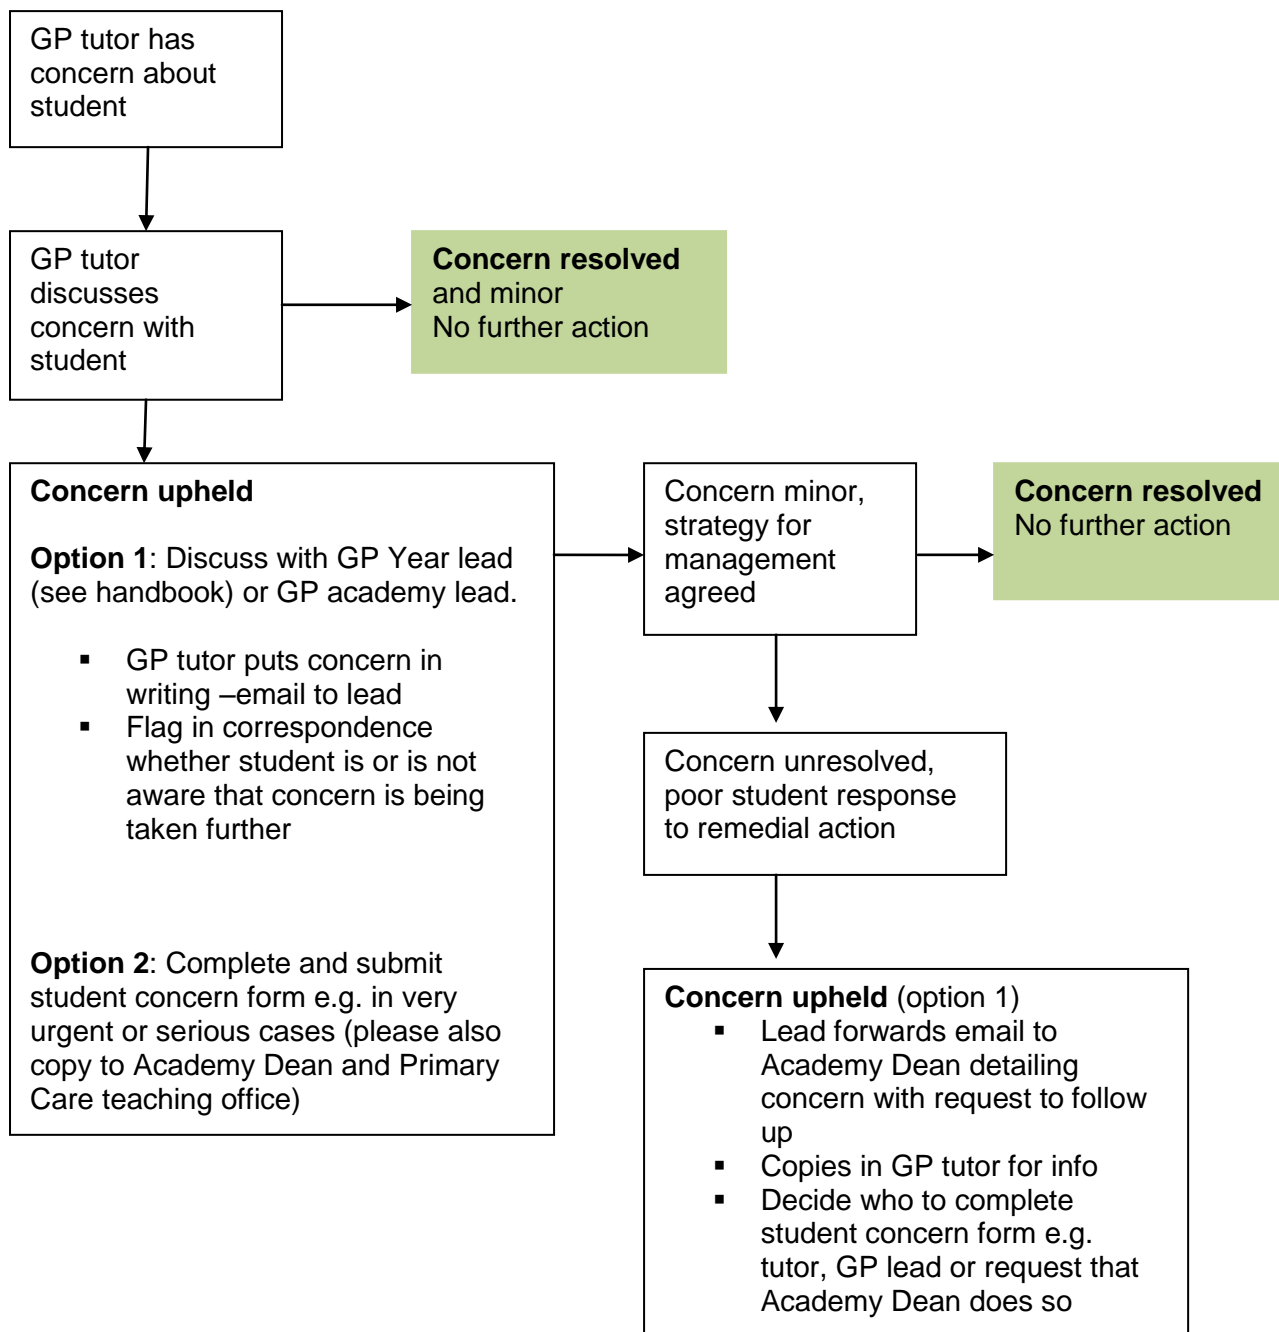 GP tutor has
concern about
student
GP tutor
discusses
concern with
student
Concern resolved
and minor
No further action
Concern upheld
Option 1: Discuss with GP Year lead
(see handbook) or GP academy lead.
▪ GP tutor puts concern in
writing –email to lead
▪ Flag in correspondence
whether student is or is not
aware that concern is being
taken further
Option 2: Complete and submit
student concern form e.g. in very
urgent or serious cases (please also
copy to Academy Dean and Primary
Care teaching office)
Concern minor,
strategy for
management
agreed
Concern resolved
No further action
Concern unresolved,
poor student response
to remedial action
Concern upheld (option 1)
▪ Lead forwards email to
Academy Dean detailing
concern with request to follow
up
▪ Copies in GP tutor for info
▪ Decide who to complete
student concern form e.g.
tutor, GP lead or request that
Academy Dean does so